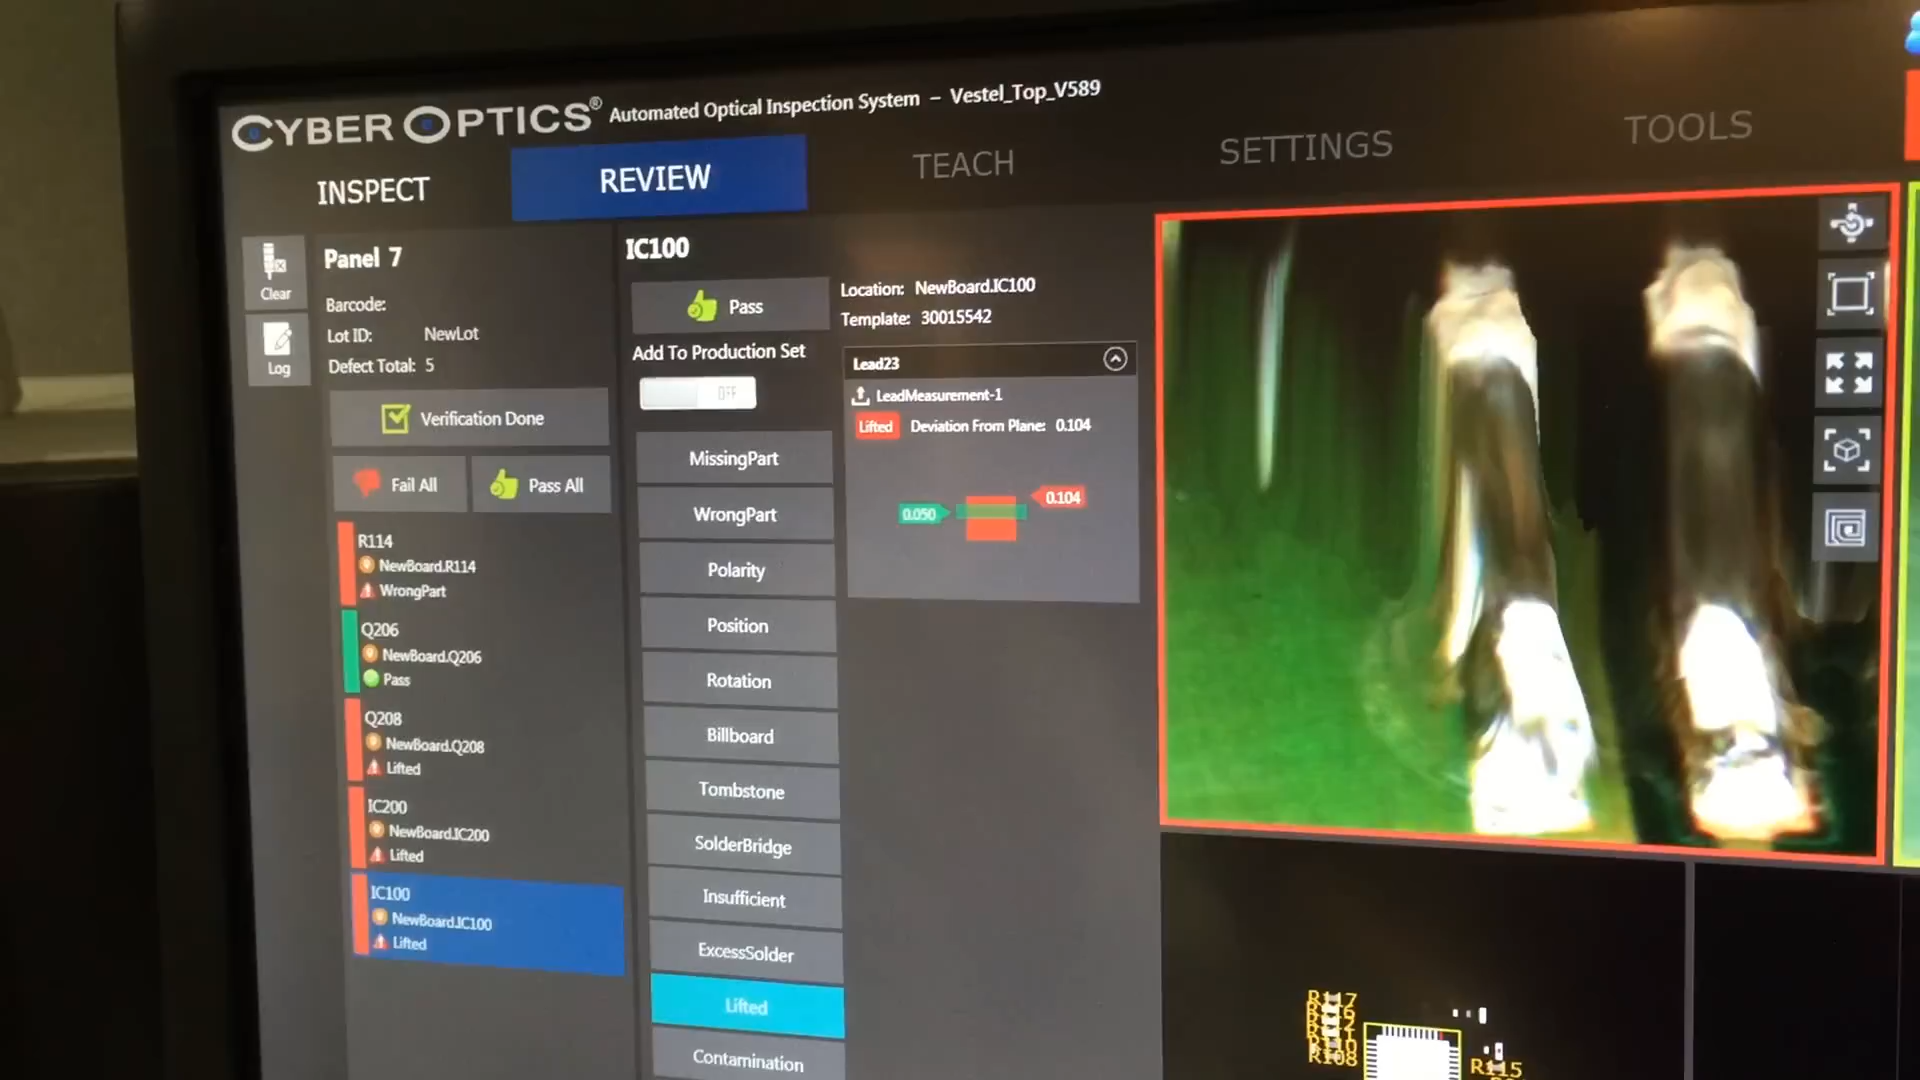 CYBEROPTICS® Automated Optical Inspection System – Vestel_Top_V589
INSPECT
REVIEW
TEACH
SETTINGS
TOOLS
Clear
Log
Panel 7
Barcode:
Lot ID: NewLot
Defect Total: 5
Verification Done
Fail All
Pass All
R114
NewBoard.R114
WrongPart
Q206
NewBoard.Q206
Pass
Q208
NewBoard.Q208
Lifted
IC200
NewBoard.IC200
Lifted
IC100
NewBoard.IC100
Lifted
IC100
Pass
Add To Production Set
OFF
MissingPart
WrongPart
Polarity
Position
Rotation
Billboard
Tombstone
SolderBridge
Insufficient
ExcessSolder
Lifted
Contamination
Location: NewBoard.IC100
Template: 30015542
Lead23
LeadMeasurement-1
Lifted Deviation From Plane: 0.104
0.104
0.050
R117
R108
R115